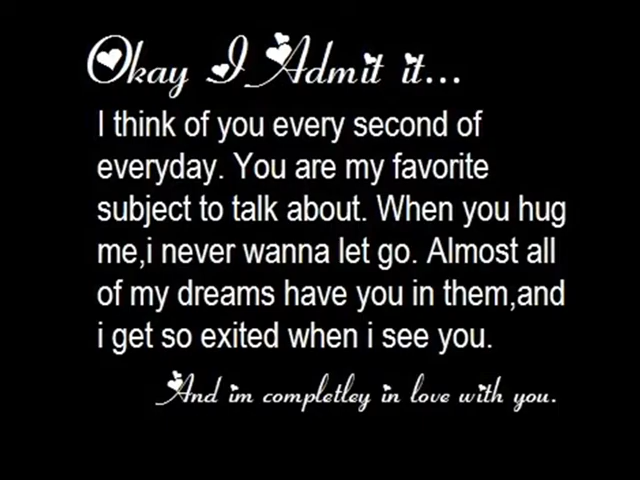 Okay I Admit it...
I think of you every second of
everyday. You are my favorite
subject to talk about. When you hug
me,i never wanna let go. Almost all
of my dreams have you in them,and
i get so exited when i see you.
And im completley in love with you.